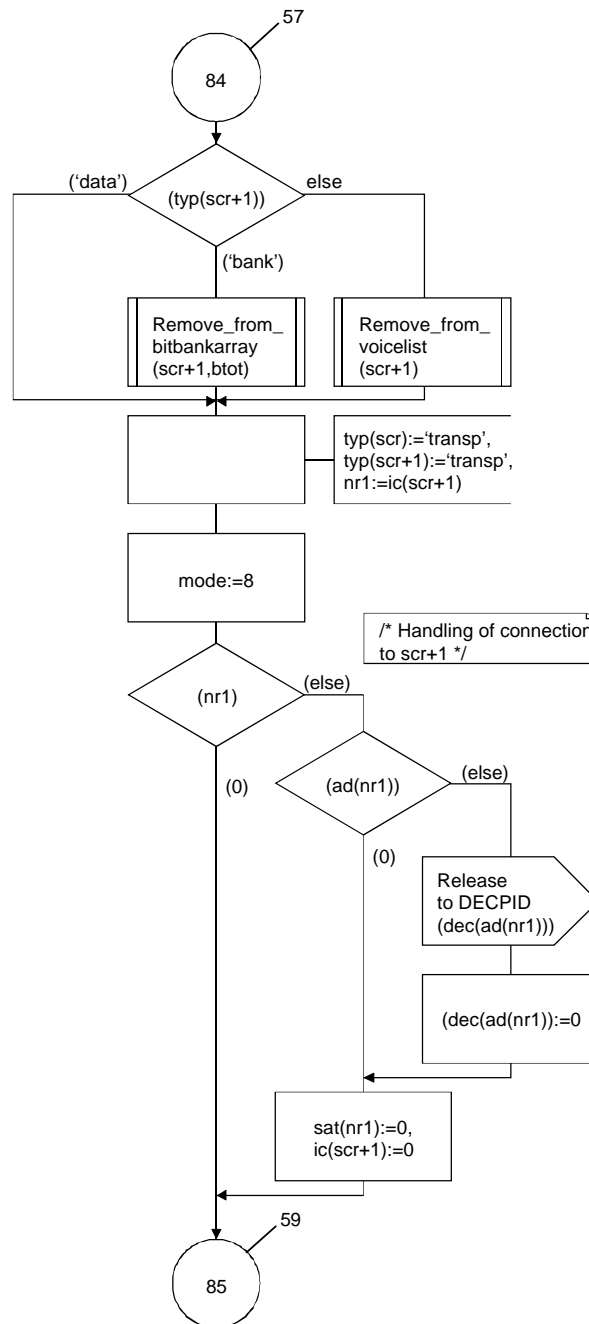 57
84
(‘data’)
(typ(scr+1))
else
(‘bank’)
Remove_from_
bitbankarray
(scr+1,btot)
Remove_from_
voicelist
(scr+1)
typ(scr):=‘transp’,
typ(scr+1):=‘transp’,
nr1:=ic(scr+1)
mode:=8
/* Handling of connection
to scr+1 */
(nr1)
(else)
(0)
(ad(nr1))
(else)
(0)
Release
to DECPID
(dec(ad(nr1)))
(dec(ad(nr1)):=0
sat(nr1):=0,
ic(scr+1):=0
59
85